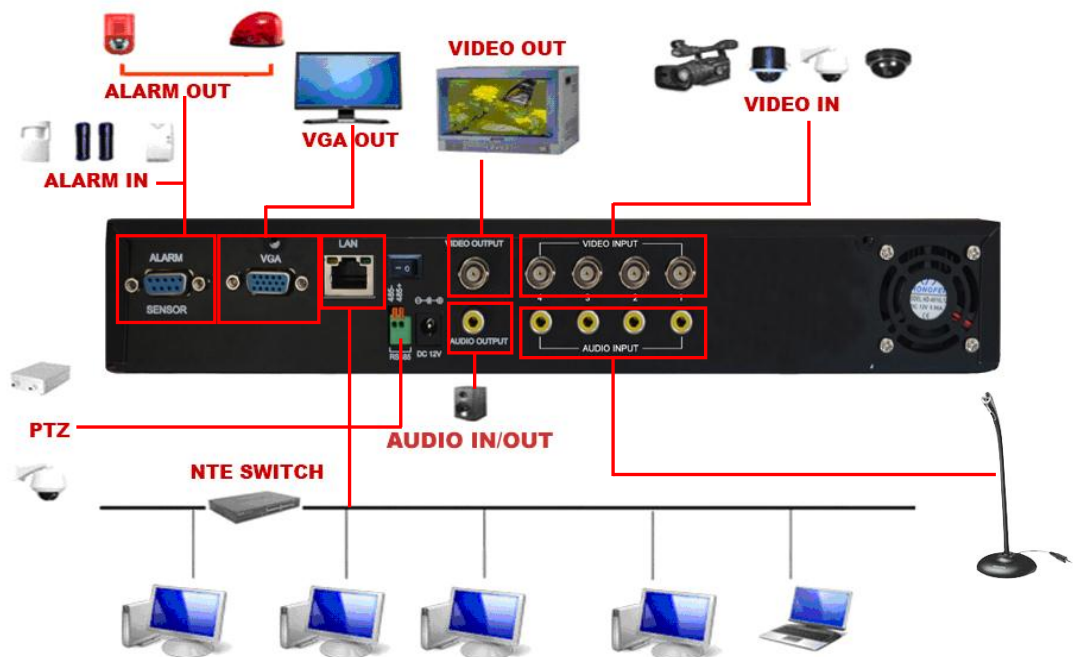 VIDEO OUT
ALARM OUT
VIDEO IN
VGA OUT
ALARM IN
ALARM
SENSOR
VGA
LAN
VIDEO OUTPUT
VIDEO INPUT
4 3 2 1
485-
485+
RS485
DC 12V
AUDIO OUTPUT
AUDIO INPUT
PTZ
AUDIO IN/OUT
NTE SWITCH